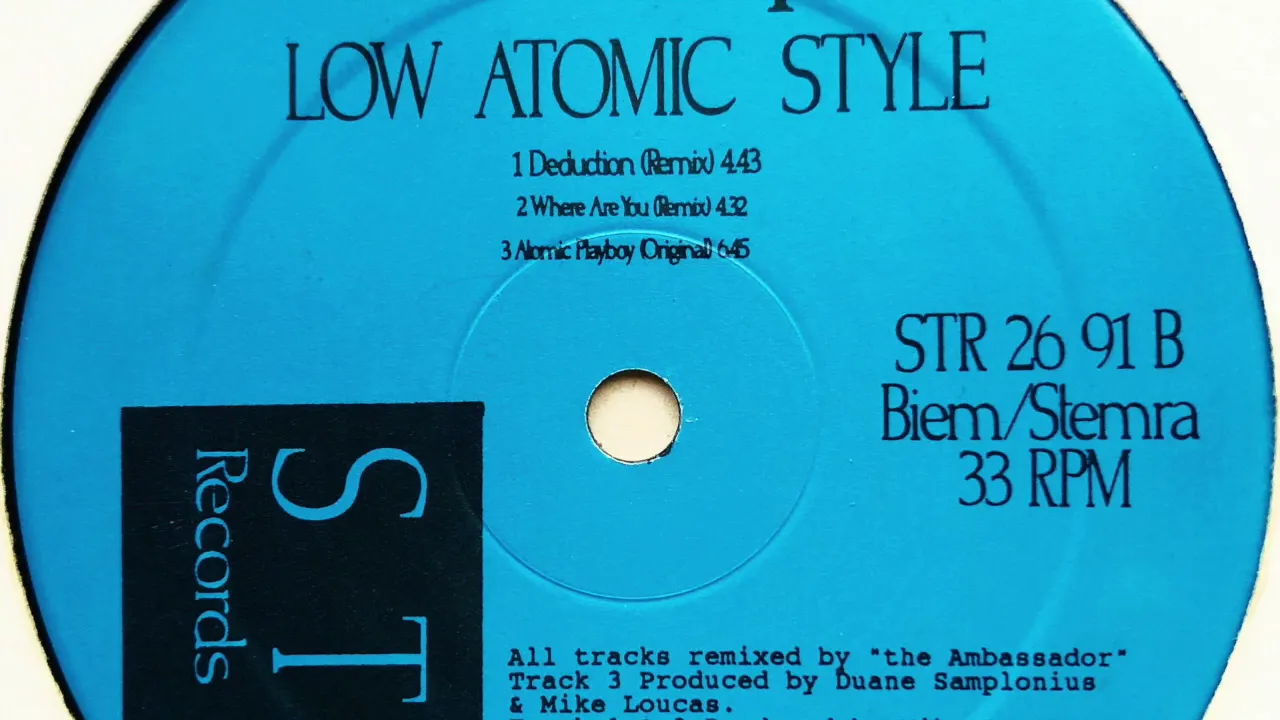 LOW ATOMIC STYLE
1 Deduction (Remix) 4.43
2 Where Are You (Remix) 4.32
3 Atomic Playboy (Original) 6.45
STR 26 91 B
Biem/Stemra
33 RPM
S T
Records
All tracks remixed by "the Ambassador"
Track 3 Produced by Duane Samplonius
& Mike Loucas.